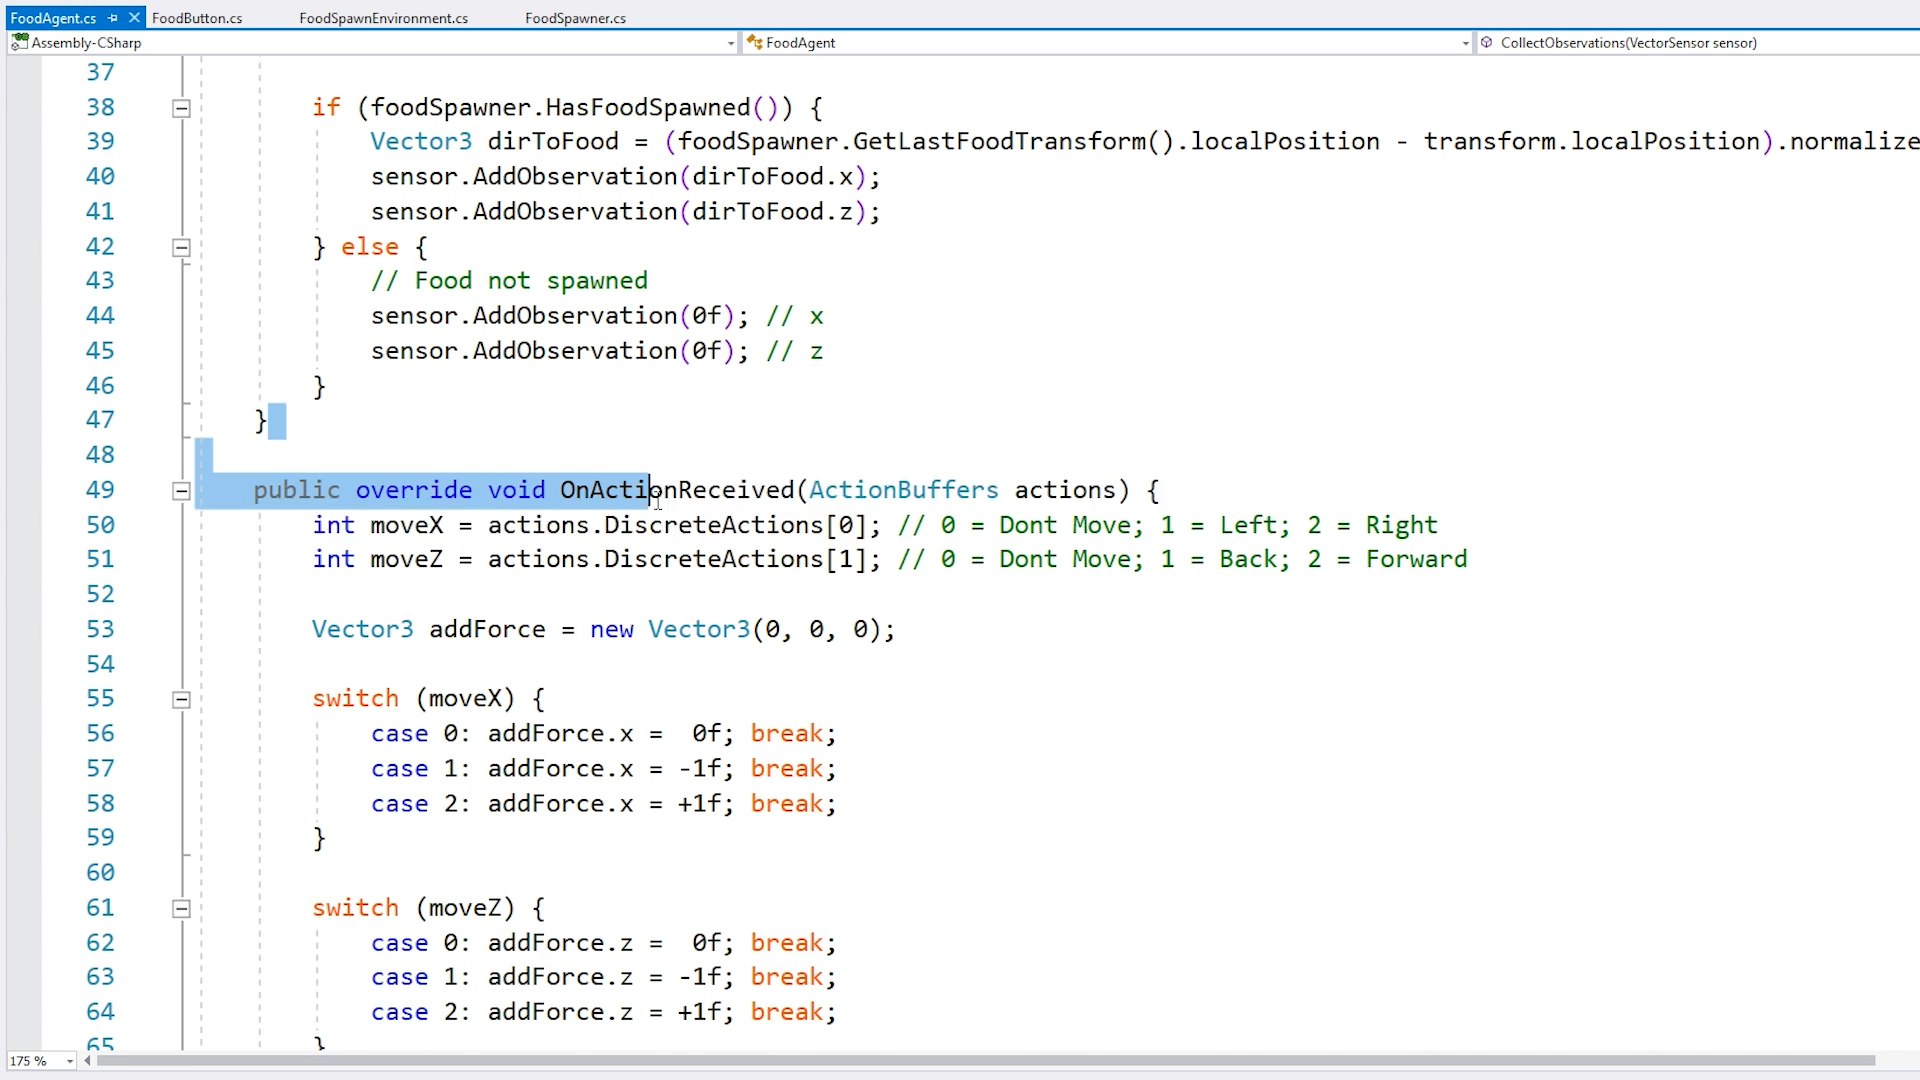 FoodAgent.cs FoodButton.cs FoodSpawnEnvironment.cs FoodSpawner.cs
Assembly-CSharp FoodAgent CollectObservations(VectorSensor sensor)
37
38 if (foodSpawner.HasFoodSpawned()) {
39 Vector3 dirToFood = (foodSpawner.GetLastFoodTransform().localPosition - transform.localPosition).normalize
40 sensor.AddObservation(dirToFood.x);
41 sensor.AddObservation(dirToFood.z);
42 } else {
43 // Food not spawned
44 sensor.AddObservation(0f); // x
45 sensor.AddObservation(0f); // z
46 }
47 }
48
49 public override void OnActionReceived(ActionBuffers actions) {
50 int moveX = actions.DiscreteActions[0]; // 0 = Dont Move; 1 = Left; 2 = Right
51 int moveZ = actions.DiscreteActions[1]; // 0 = Dont Move; 1 = Back; 2 = Forward
52
53 Vector3 addForce = new Vector3(0, 0, 0);
54
55 switch (moveX) {
56 case 0: addForce.x =  0f; break;
57 case 1: addForce.x = -1f; break;
58 case 2: addForce.x = +1f; break;
59 }
60
61 switch (moveZ) {
62 case 0: addForce.z =  0f; break;
63 case 1: addForce.z = -1f; break;
64 case 2: addForce.z = +1f; break;
65 }
175 %